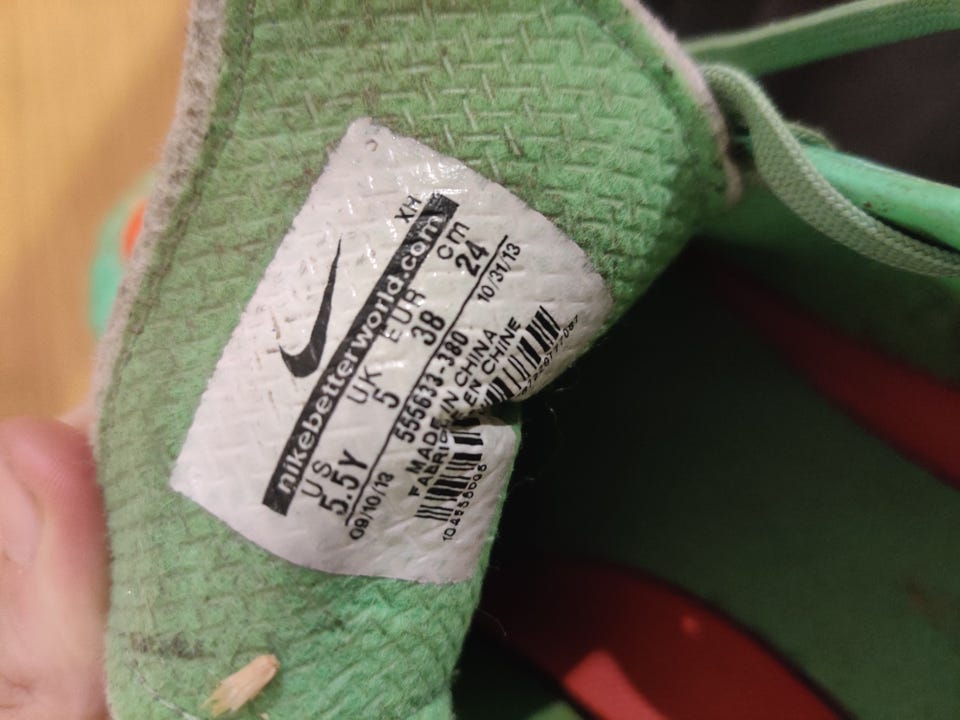 XH
nikebetterworld.com
US UK EUR cm
5.5Y 5 38 24
09/10/13 10/31/13
555633-380
MADE IN CHINA
EN CHINE